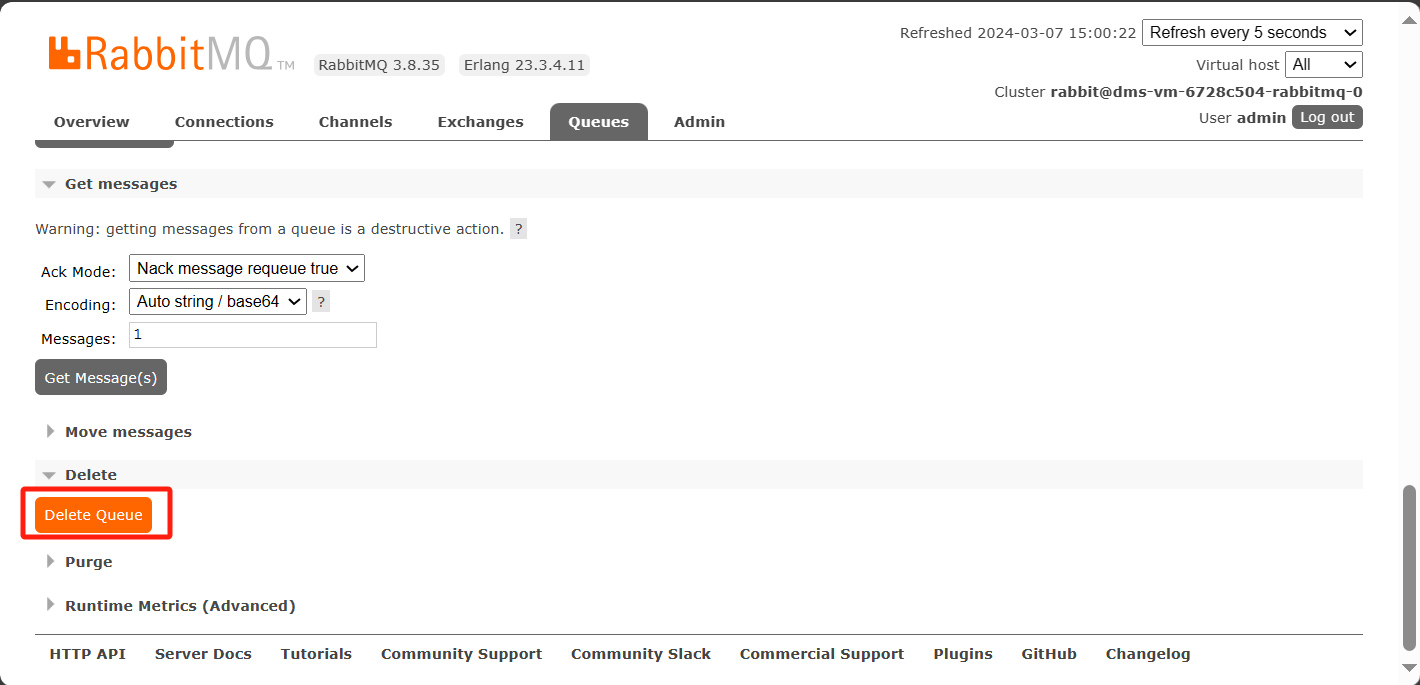 Refreshed 2024-03-07 15:00:22 Refresh every 5 seconds
RabbitMQ TM RabbitMQ 3.8.35 Erlang 23.3.4.11
Virtual host All
Cluster rabbit@dms-vm-6728c504-rabbitmq-0
User admin Log out
Overview Connections Channels Exchanges Queues Admin
Get messages
Warning: getting messages from a queue is a destructive action. ?
Ack Mode: Nack message requeue true
Encoding: Auto string / base64 ?
Messages: 1
Get Message(s)
Move messages
Delete
Delete Queue
Purge
Runtime Metrics (Advanced)
HTTP API Server Docs Tutorials Community Support Community Slack Commercial Support Plugins GitHub Changelog